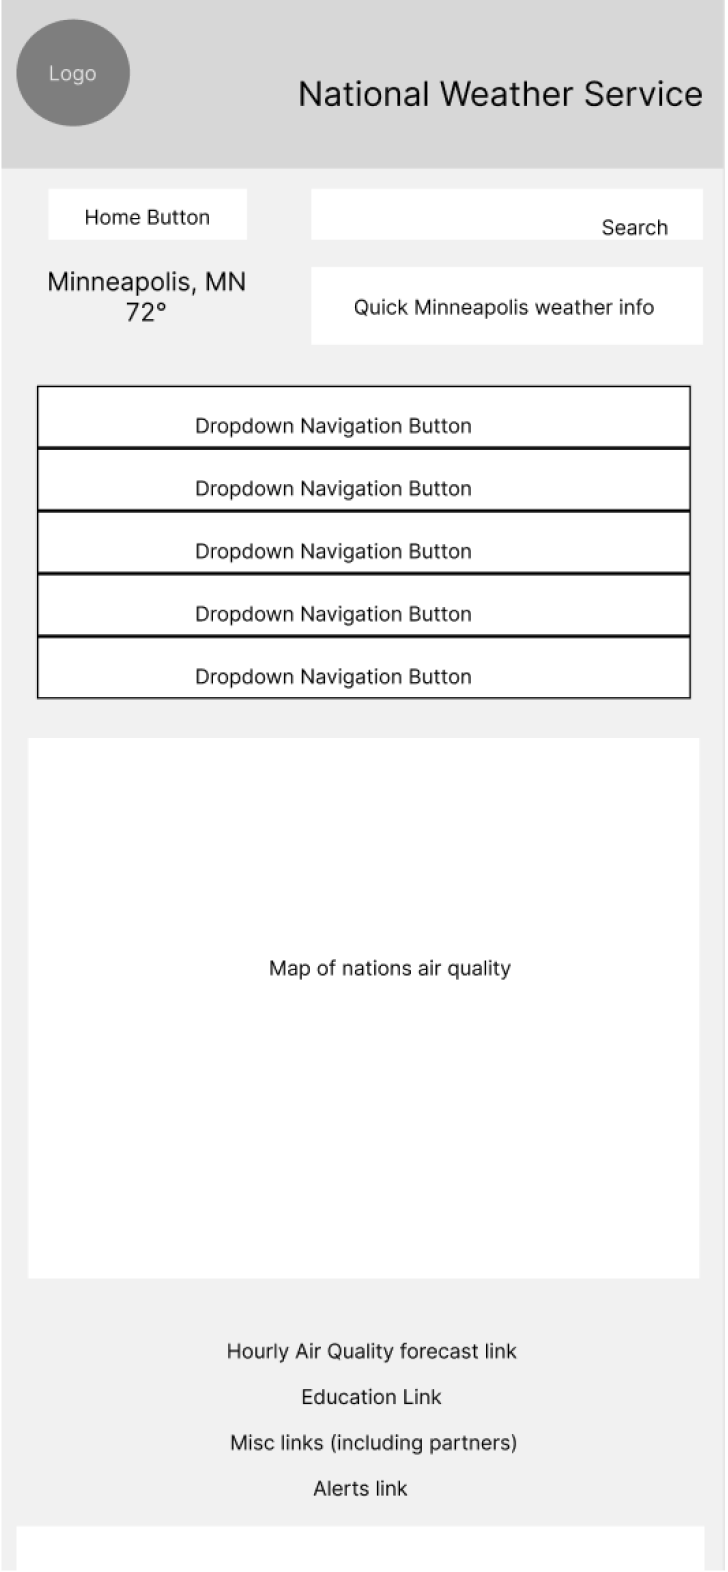 Logo
National Weather Service
Home Button
Search
Minneapolis, MN
72°
Quick Minneapolis weather info
Dropdown Navigation Button
Dropdown Navigation Button
Dropdown Navigation Button
Dropdown Navigation Button
Dropdown Navigation Button
Map of nations air quality
Hourly Air Quality forecast link
Education Link
Misc links (including partners)
Alerts link